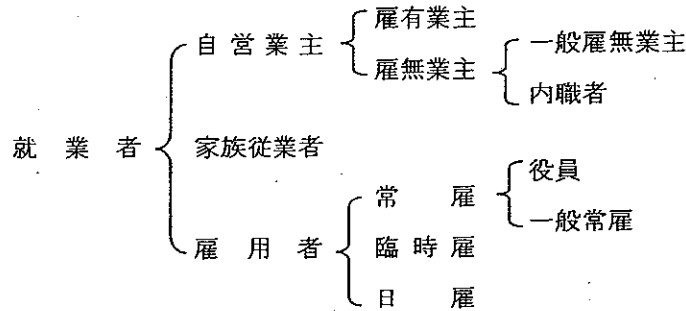 雇有業主
自営業主
一般雇無業主
雇無業主
内職者
就業者
家族従業者
役員
常雇
一般常雇
雇用者
臨時雇
日雇